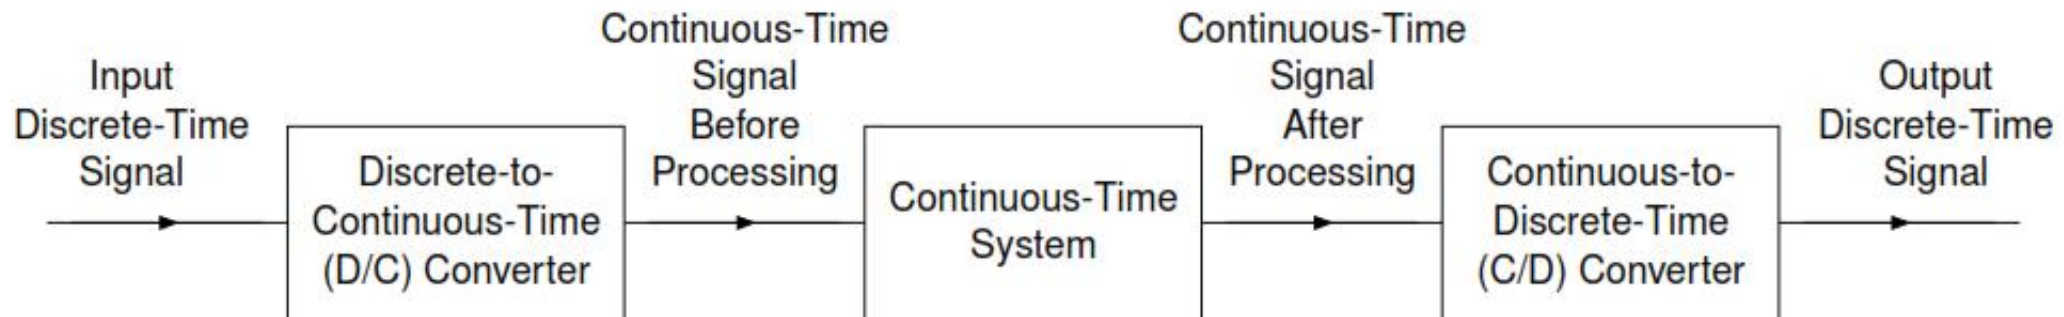 Input
Discrete-Time
Signal
Discrete-to-
Continuous-Time
(D/C) Converter
Continuous-Time
Signal
Before
Processing
Continuous-Time
System
Continuous-Time
Signal
After
Processing
Continuous-to-
Discrete-Time
(C/D) Converter
Output
Discrete-Time
Signal